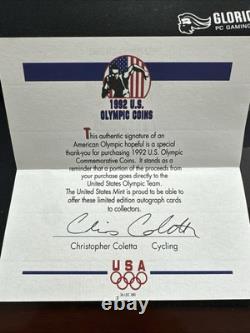 GLORIOUS
PC GAMING
1992 U.S.
OLYMPIC COINS
This authentic signature of an
American Olympic hopeful is a special
thank-you for purchasing 1992 U.S. Olympic
Commemorative Coins. It stands as a
reminder that a portion of the proceeds from
your purchase goes directly to the
United States Olympic Team.
The United States Mint is proud to be able to
offer these limited edition autograph cards
to collectors.
Chris Coletta
Christopher Coletta Cycling
USA